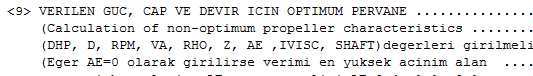 <9> VERILEN GUC, CAP VE DEVIR ICIN OPTIMUM PERVANE ...............
(Calculation of non-optimum propeller characteristics .........
(DHP, D, RPM, VA, RHO, Z, AE ,IVISC, SHAFT)degerleri girilmeli
(Eger AE=0 olarak girilirse verimi en yuksek acinim alan  ....